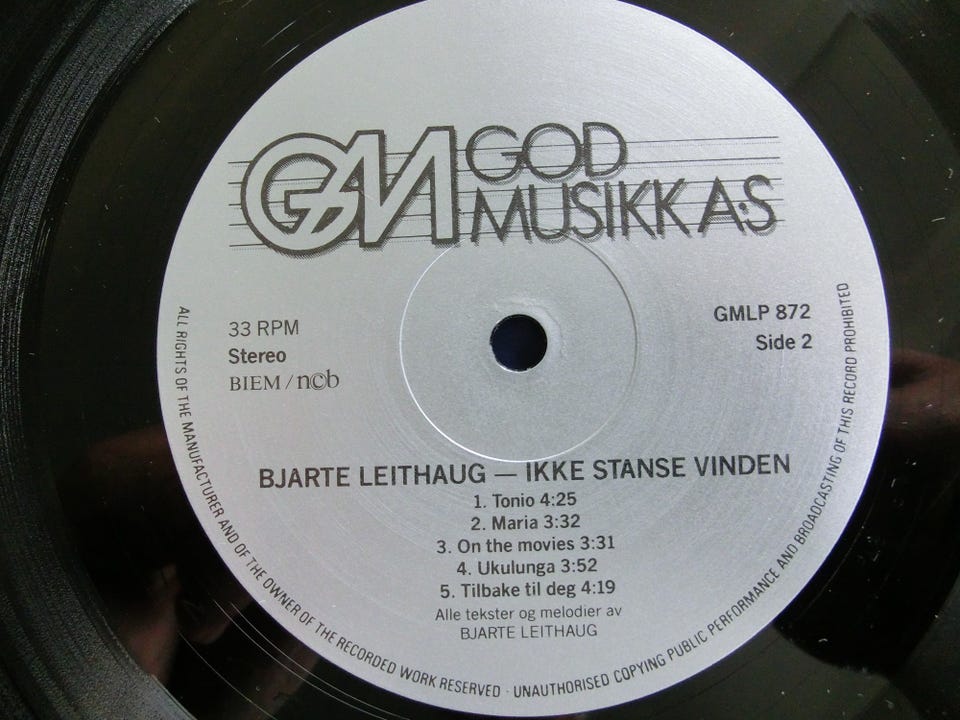 GM GOD
MUSIKK A·S
33 RPM
Stereo
BIEM / n©b
GMLP 872
Side 2
BJARTE LEITHAUG — IKKE STANSE VINDEN
1. Tonio 4:25
2. Maria 3:32
3. On the movies 3:31
4. Ukulunga 3:52
5. Tilbake til deg 4:19
Alle tekster og melodier av
BJARTE LEITHAUG
ALL RIGHTS OF THE MANUFACTURER AND OF THE OWNER OF THE RECORDED WORK RESERVED · UNAUTHORISED COPYING PUBLIC PERFORMANCE AND BROADCASTING OF THIS RECORD PROHIBITED